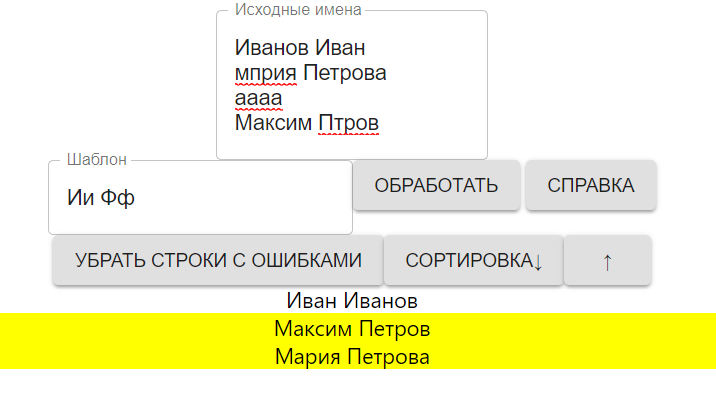 Исходные имена
Иванов Иван
мприя Петрова
аааа
Максим Птров
Шаблон
Ии Фф
ОБРАБОТАТЬ
СПРАВКА
УБРАТЬ СТРОКИ С ОШИБКАМИ
СОРТИРОВКА↓
↑
Иван Иванов
Максим Петров
Мария Петрова